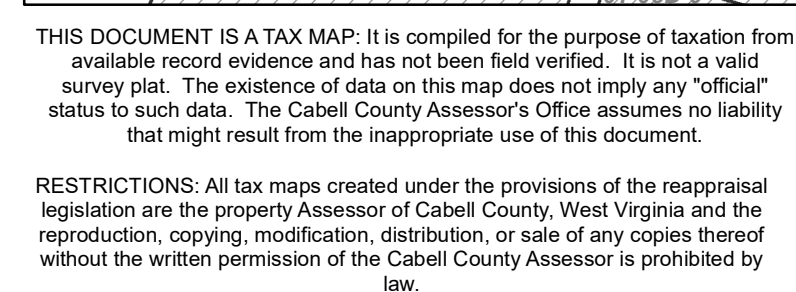 THIS DOCUMENT IS A TAX MAP: It is compiled for the purpose of taxation from
available record evidence and has not been field verified.  It is not a valid
survey plat.  The existence of data on this map does not imply any "official"
status to such data.  The Cabell County Assessor's Office assumes no liability
that might result from the inappropriate use of this document.

RESTRICTIONS: All tax maps created under the provisions of the reappraisal
legislation are the property Assessor of Cabell County, West Virginia and the
reproduction, copying, modification, distribution, or sale of any copies thereof
without the written permission of the Cabell County Assessor is prohibited by
law.